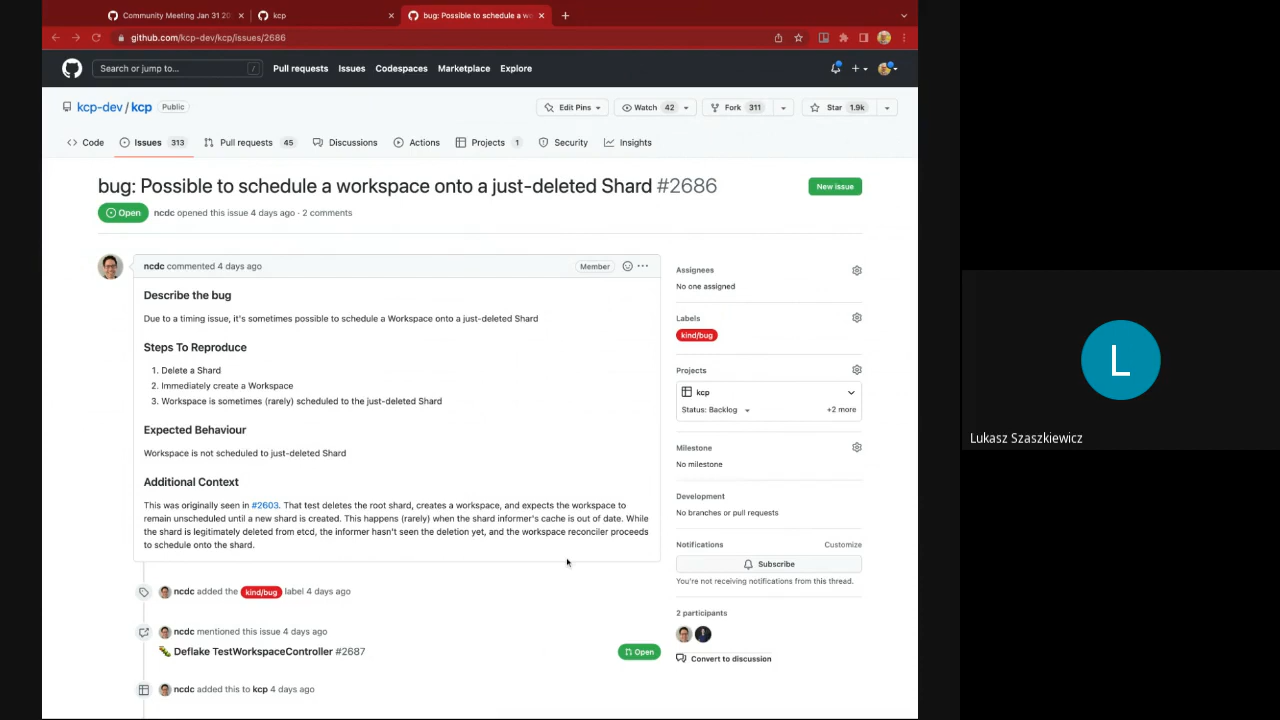 Community Meeting Jan 31 20
kcp
bug: Possible to schedule a wo
github.com/kcp-dev/kcp/issues/2686
Search or jump to...
/
Pull requests
Issues
Codespaces
Marketplace
Explore
kcp-dev / kcp
Public
Edit Pins
Watch 42
Fork 311
Star 1.9k
Code
Issues 313
Pull requests 45
Discussions
Actions
Projects 1
Security
Insights
bug: Possible to schedule a workspace onto a just-deleted Shard #2686
New issue
Open
ncdc opened this issue 4 days ago · 2 comments
ncdc commented 4 days ago
Member
Describe the bug
Due to a timing issue, it's sometimes possible to schedule a Workspace onto a just-deleted Shard
Steps To Reproduce
1. Delete a Shard
2. Immediately create a Workspace
3. Workspace is sometimes (rarely) scheduled to the just-deleted Shard
Expected Behaviour
Workspace is not scheduled to just-deleted Shard
Additional Context
This was originally seen in #2603. That test deletes the root shard, creates a workspace, and expects the workspace to
remain unscheduled until a new shard is created. This happens (rarely) when the shard informer's cache is out of date. While
the shard is legitimately deleted from etcd, the informer hasn't seen the deletion yet, and the workspace reconciler proceeds
to schedule onto the shard.
ncdc added the kind/bug label 4 days ago
ncdc mentioned this issue 4 days ago
Deflake TestWorkspaceController #2687
Open
ncdc added this to kcp 4 days ago
Assignees
No one assigned
Labels
kind/bug
Projects
kcp
Status: Backlog
+2 more
Milestone
No milestone
Development
No branches or pull requests
Notifications
Customize
Subscribe
You're not receiving notifications from this thread.
2 participants
Convert to discussion
L
Lukasz Szaszkiewicz